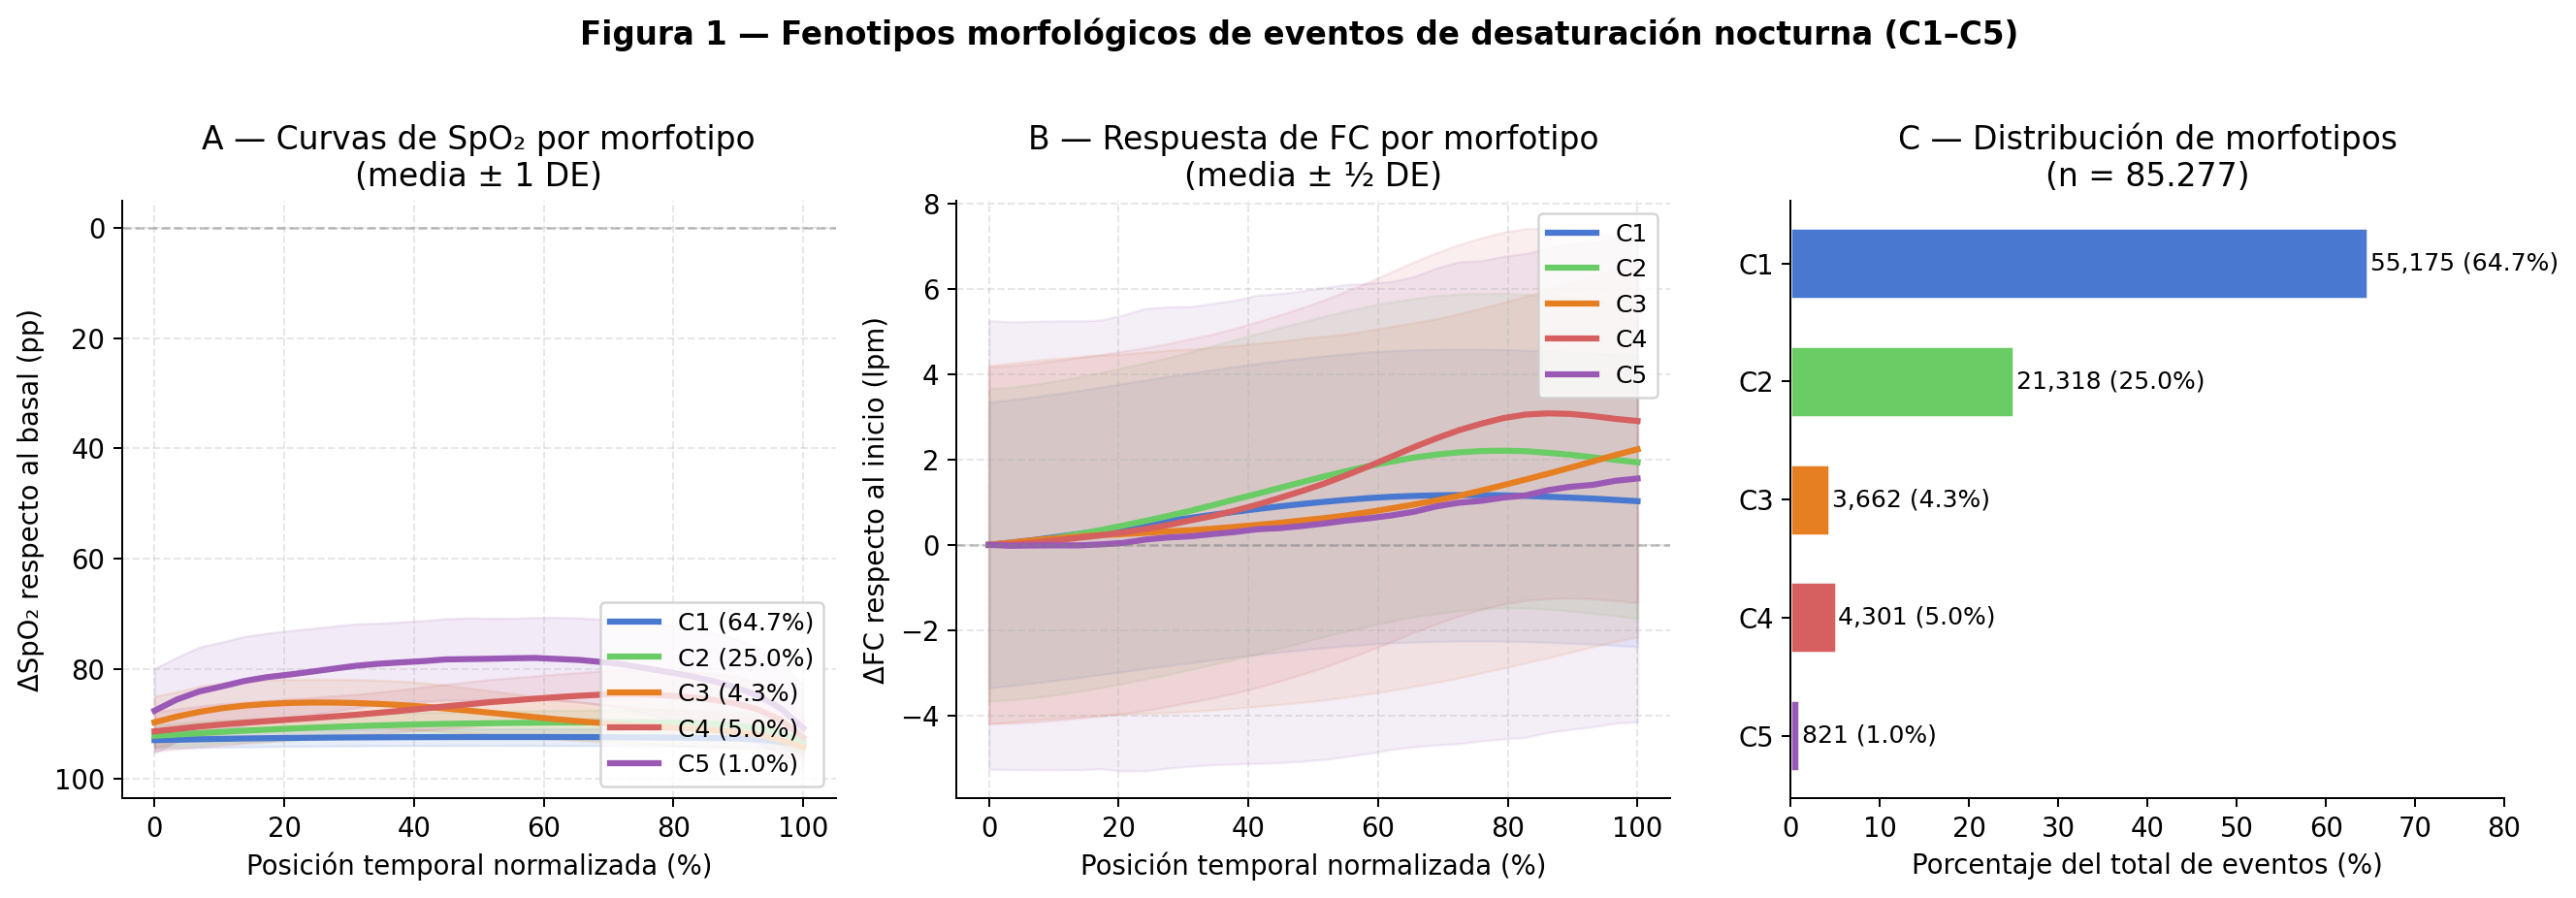 Figura 1 — Fenotipos morfológicos de eventos de desaturación nocturna (C1–C5)
A — Curvas de SpO₂ por morfotipo
(media ± 1 DE)
ΔSpO₂ respecto al basal (pp)
0
20
40
60
80
100
C1 (64.7%)
C2 (25.0%)
C3 (4.3%)
C4 (5.0%)
C5 (1.0%)
0 20 40 60 80 100
Posición temporal normalizada (%)
B — Respuesta de FC por morfotipo
(media ± ½ DE)
ΔFC respecto al inicio (lpm)
8
6
4
2
0
−2
−4
C1
C2
C3
C4
C5
0 20 40 60 80 100
Posición temporal normalizada (%)
C — Distribución de morfotipos
(n = 85.277)
C1 55,175 (64.7%)
C2 21,318 (25.0%)
C3 3,662 (4.3%)
C4 4,301 (5.0%)
C5 821 (1.0%)
0 10 20 30 40 50 60 70 80
Porcentaje del total de eventos (%)